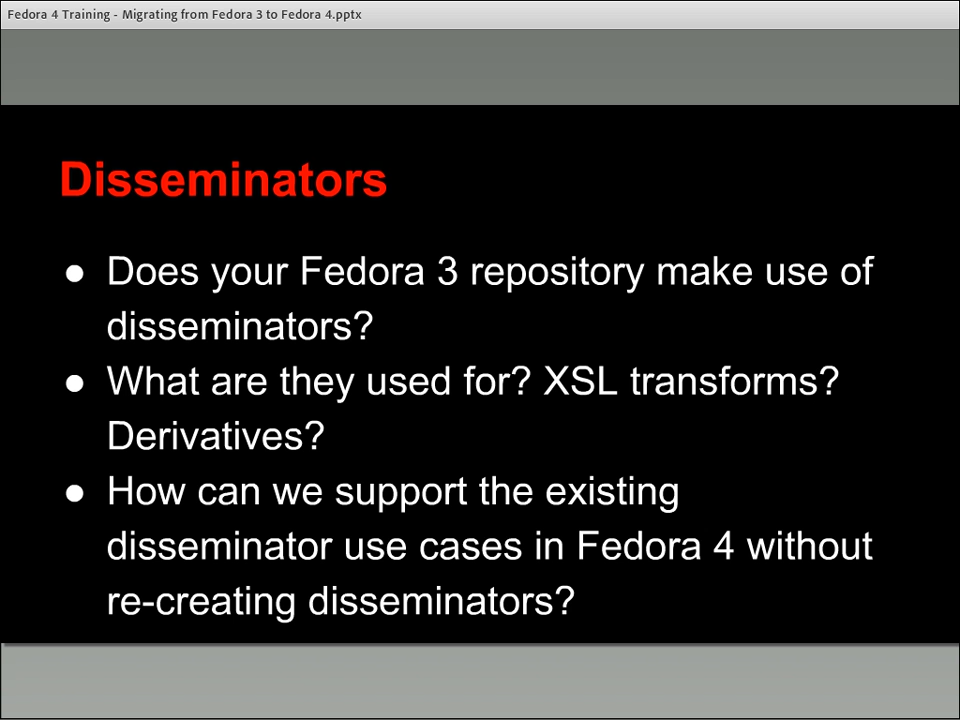 Fedora 4 Training - Migrating from Fedora 3 to Fedora 4.pptx
Disseminators
● Does your Fedora 3 repository make use of
disseminators?
● What are they used for? XSL transforms?
Derivatives?
● How can we support the existing
disseminator use cases in Fedora 4 without
re-creating disseminators?